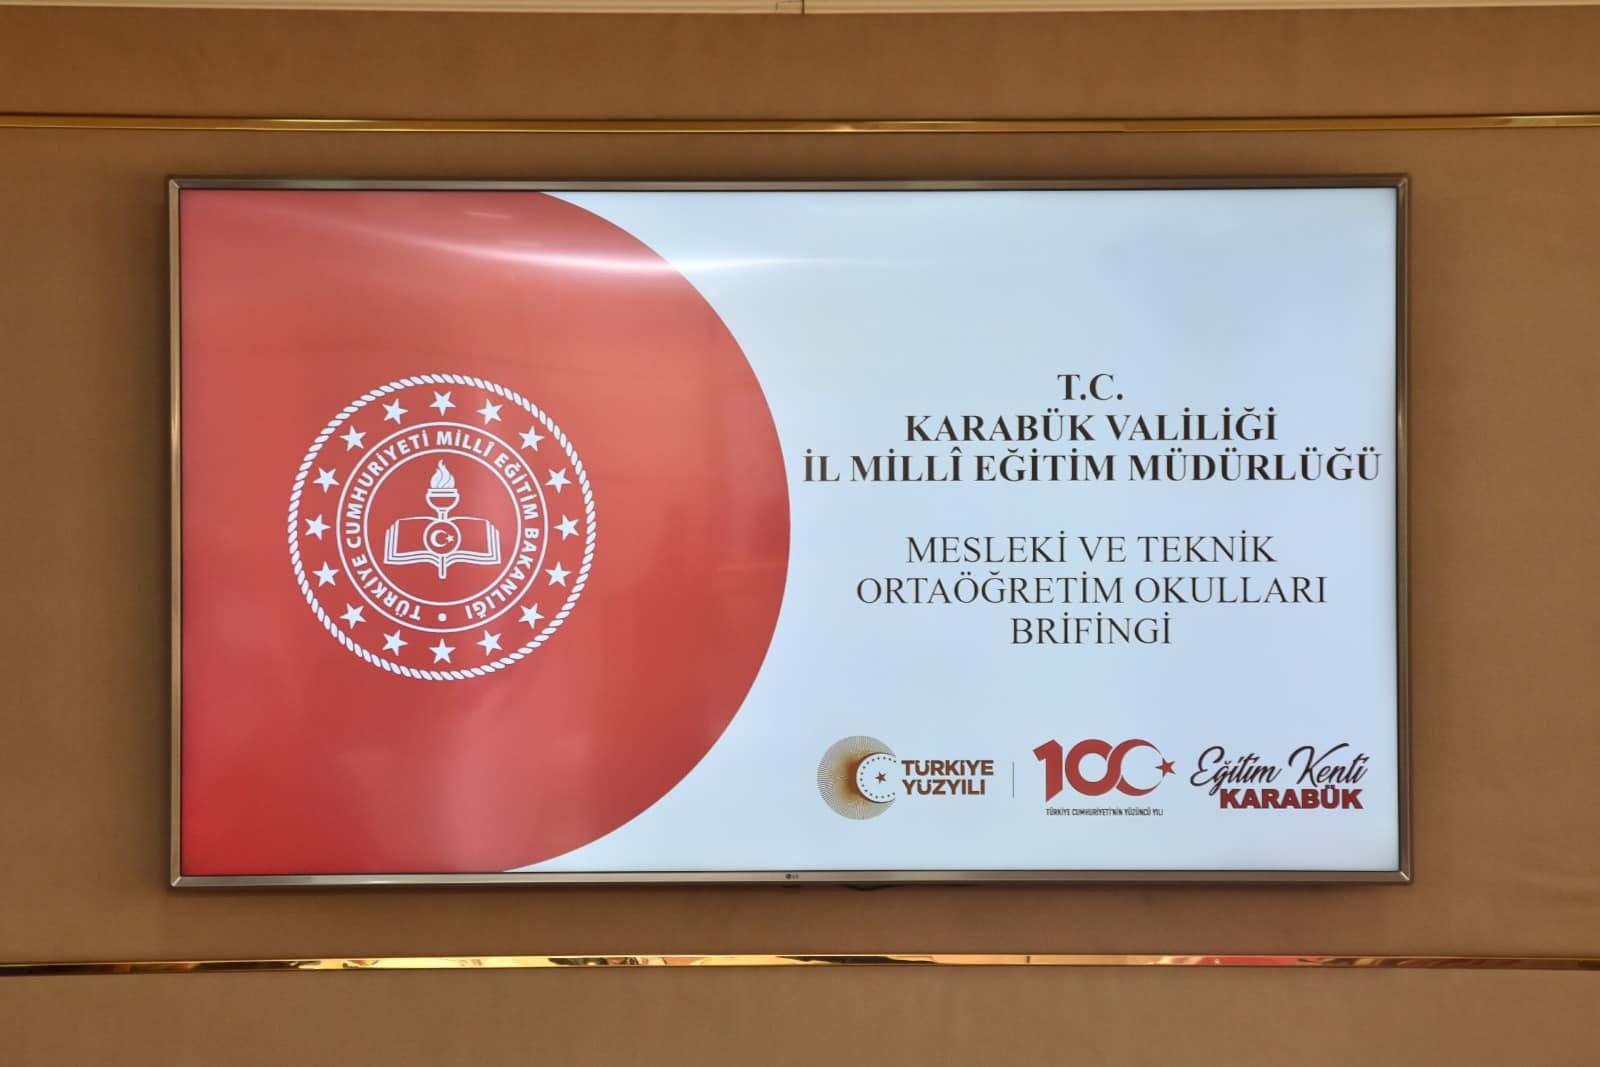 TÜRKİYE CUMHURİYETİ MİLLÎ EĞİTİM BAKANLIĞI
T.C.
KARABÜK VALİLİĞİ
İL MİLLÎ EĞİTİM MÜDÜRLÜĞÜ
MESLEKİ VE TEKNİK
ORTAÖĞRETİM OKULLARI
BRİFİNGİ
TÜRKİYE
YÜZYILI
100
TÜRKİYE CUMHURİYETİ'NİN YÜZÜNCÜ YILI
Eğitim Kenti
KARABÜK
LG